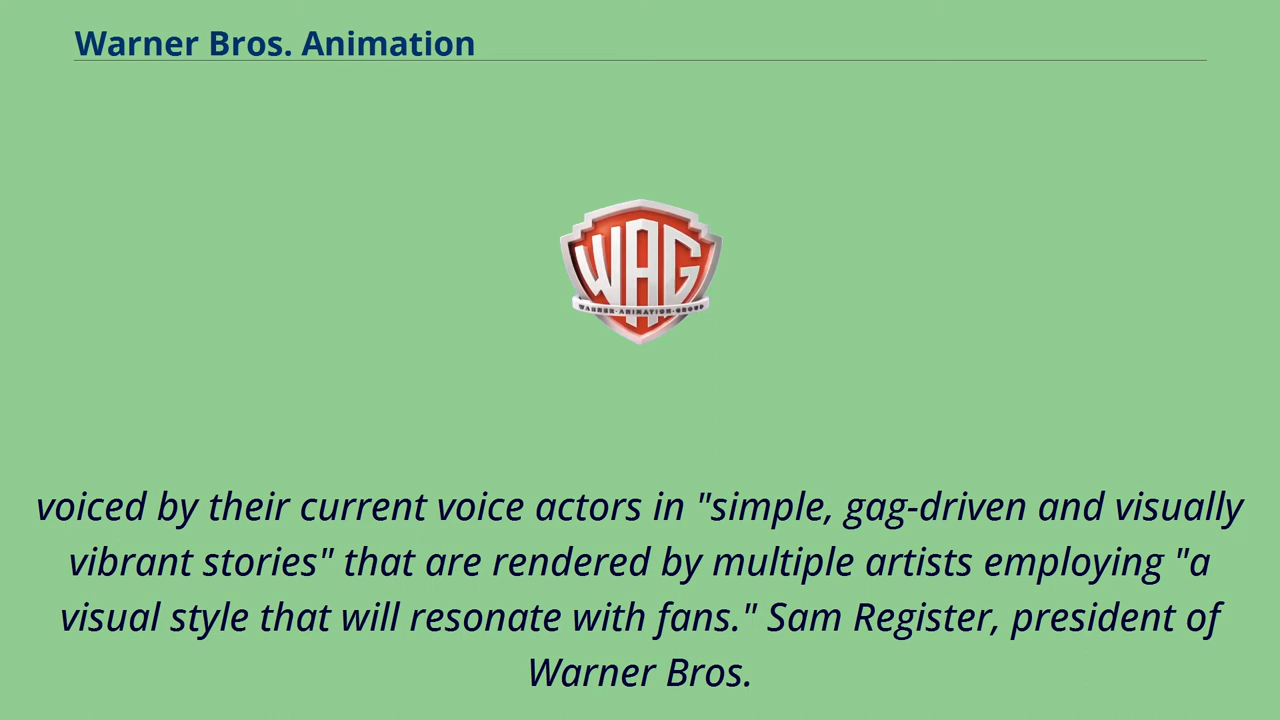 Warner Bros. Animation
WAG
WARNER·ANIMATION·GROUP
voiced by their current voice actors in "simple, gag-driven and visually
vibrant stories" that are rendered by multiple artists employing "a
visual style that will resonate with fans." Sam Register, president of
Warner Bros.